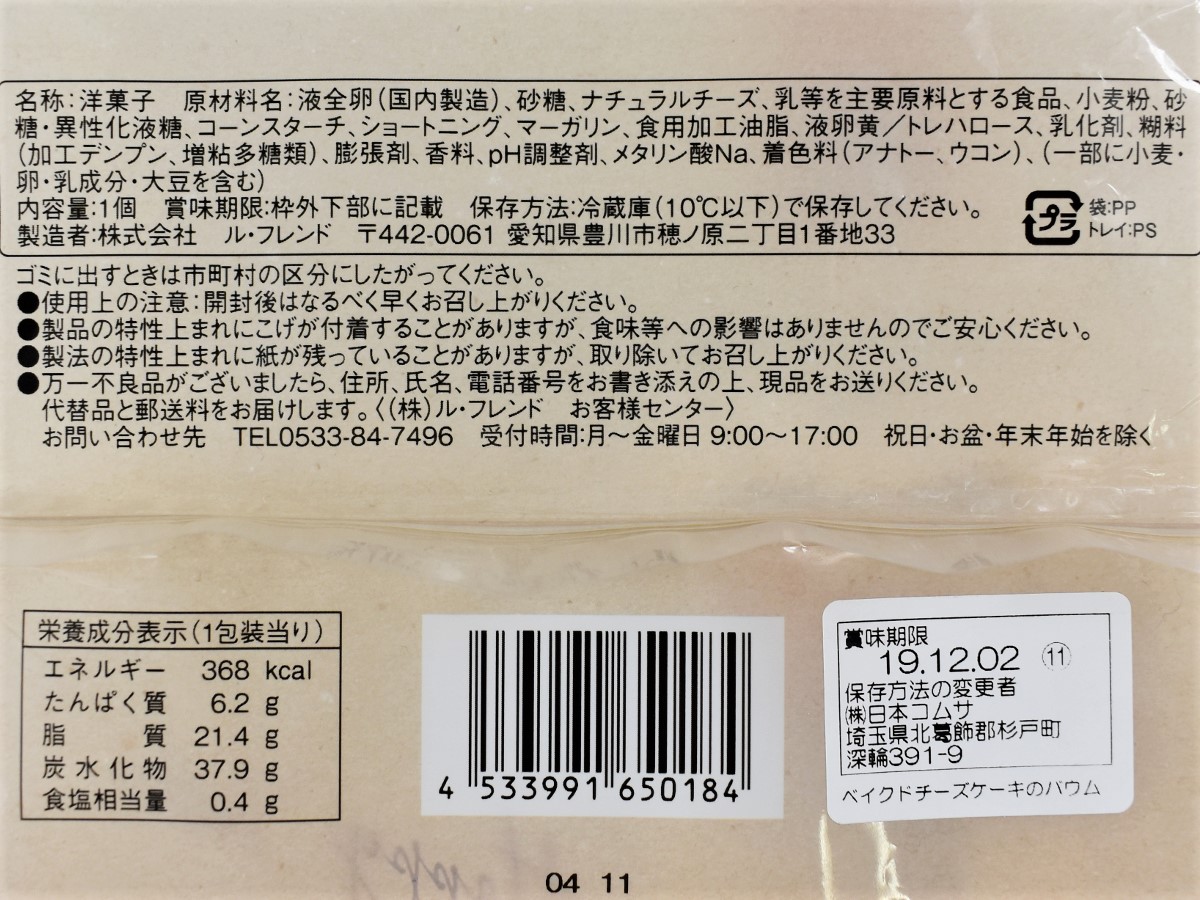 名称:洋菓子　原材料名:液全卵(国内製造)、砂糖、ナチュラルチーズ、乳等を主要原料とする食品、小麦粉、砂
糖・異性化液糖、コーンスターチ、ショートニング、マーガリン、食用加工油脂、液卵黄／トレハロース、乳化剤、糊料
(加工デンプン、増粘多糖類)、膨張剤、香料、pH調整剤、メタリン酸Na、着色料(アナトー、ウコン)、(一部に小麦・
卵・乳成分・大豆を含む)
内容量:1個　賞味期限:枠外下部に記載　保存方法:冷蔵庫(10℃以下)で保存してください。
製造者:株式会社　ル・フレンド　〒442-0061 愛知県豊川市穂ノ原二丁目1番地33
プラ
袋:PP
トレイ:PS
ゴミに出すときは市町村の区分にしたがってください。
●使用上の注意:開封後はなるべく早くお召し上がりください。
●製品の特性上まれにこげが付着することがありますが、食味等への影響はありませんのでご安心ください。
●製法の特性上まれに紙が残っていることがありますが、取り除いてお召し上がりください。
●万一不良品がございましたら、住所、氏名、電話番号をお書き添えの上、現品をお送りください。
代替品と郵送料をお届けします。〈(株)ル・フレンド　お客様センター〉
お問い合わせ先　TEL0533-84-7496　受付時間:月〜金曜日 9:00〜17:00　祝日・お盆・年末年始を除く
栄養成分表示(1包装当り)
エネルギー 368 kcal
たんぱく質 6.2 g
脂質 21.4 g
炭水化物 37.9 g
食塩相当量 0.4 g
4 533991 650184
賞味期限
19.12.02 ⑪
保存方法の変更者
㈱日本コムサ
埼玉県北葛飾郡杉戸町
深輪391-9
ベイクドチーズケーキのバウム
04 11